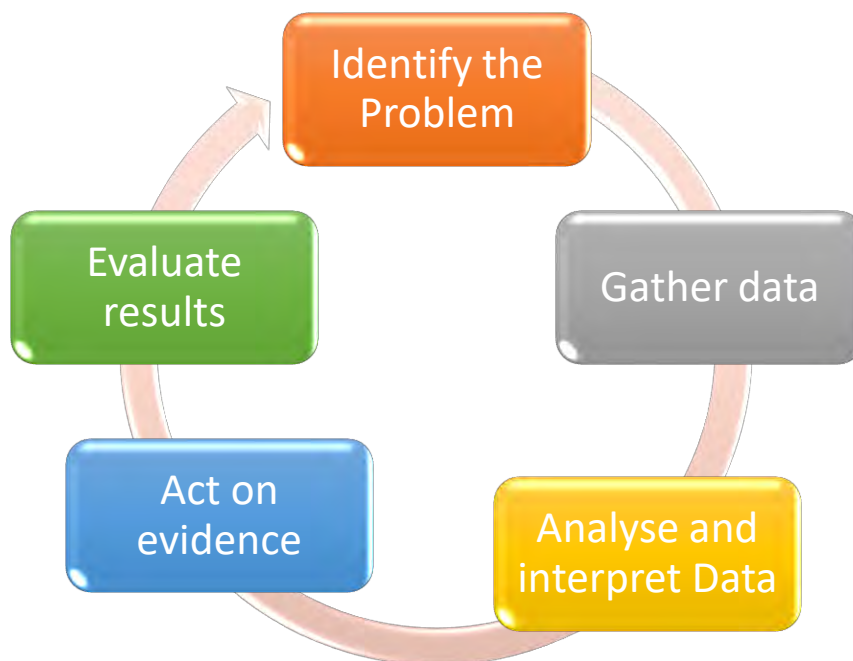 Identify the
Problem
Gather data
Analyse and
interpret Data
Act on
evidence
Evaluate
results